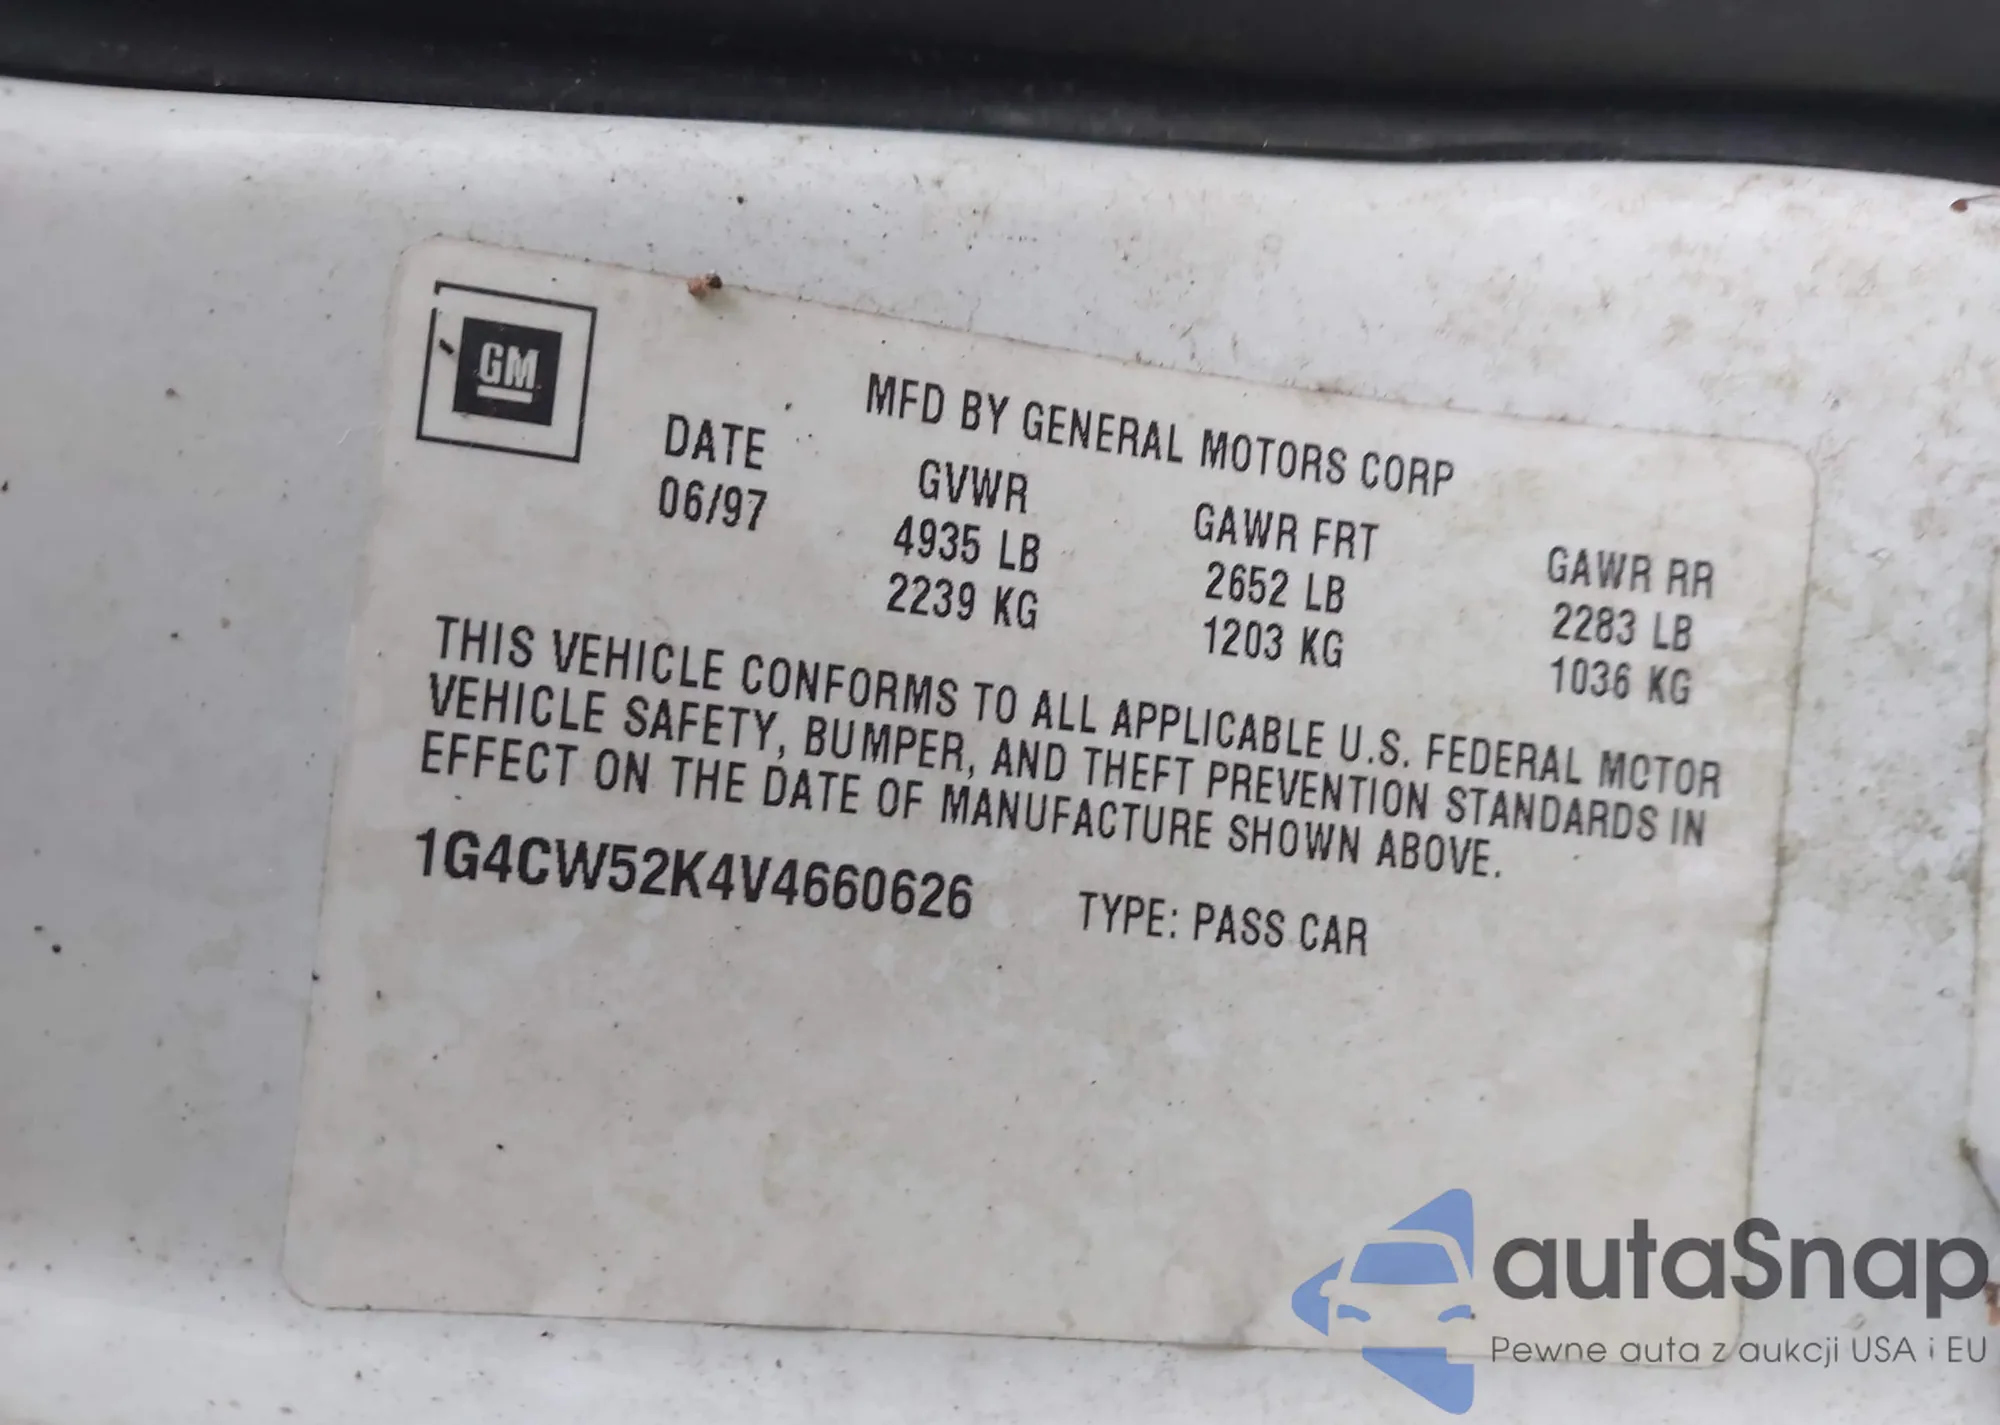 GM
MFD BY GENERAL MOTORS CORP
DATE GVWR GAWR FRT GAWR RR
06/97 4935 LB 2652 LB 2283 LB
2239 KG 1203 KG 1036 KG
THIS VEHICLE CONFORMS TO ALL APPLICABLE U.S. FEDERAL MOTOR
VEHICLE SAFETY, BUMPER, AND THEFT PREVENTION STANDARDS IN
EFFECT ON THE DATE OF MANUFACTURE SHOWN ABOVE.
1G4CW52K4V4660626 TYPE: PASS CAR
autaSnap
Pewne auta z aukcji USA i EU